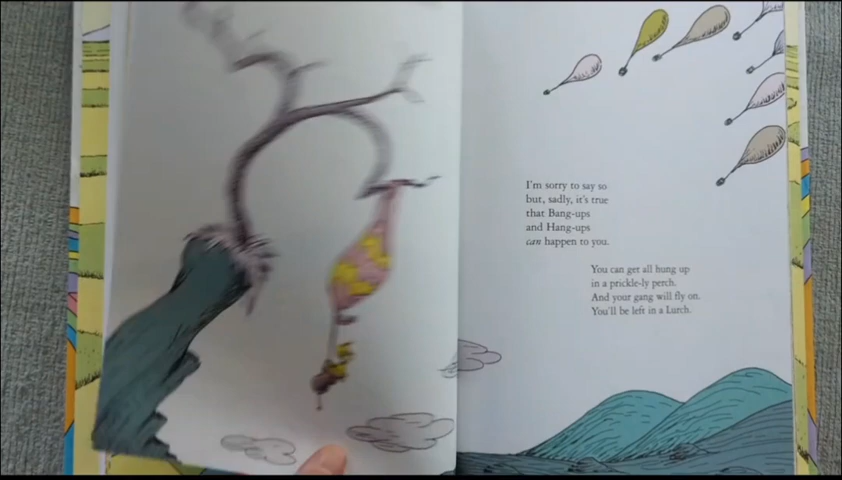 I'm sorry to say so
but, sadly, it's true
that Bang-ups
and Hang-ups
can happen to you.
You can get all hung up
in a prickle-ly perch.
And your gang will fly on.
You'll be left in a Lurch.